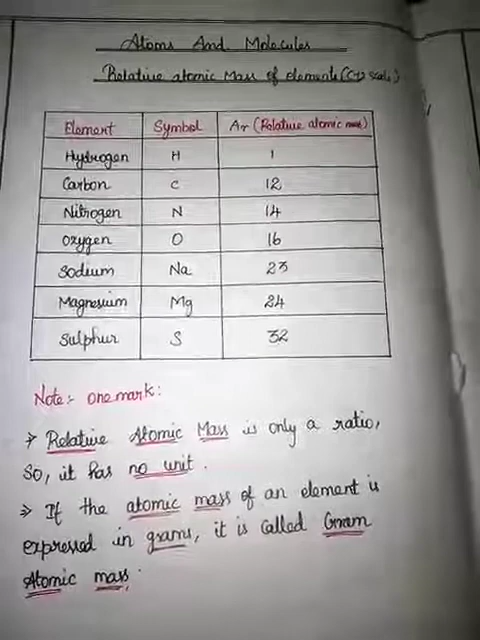 Atoms And Molecules
Relative atomic Mass of elements (C-12 scale)
Element Symbol Ar (Relative atomic mass)
Hydrogen H 1
Carbon C 12
Nitrogen N 14
Oxygen O 16
Sodium Na 23
Magnesium Mg 24
Sulphur S 32
Note:- one mark:
→ Relative Atomic Mass is only a ratio,
So, it has no unit.
→ If the atomic mass of an element is
expressed in grams, it is called Gram
Atomic mass.